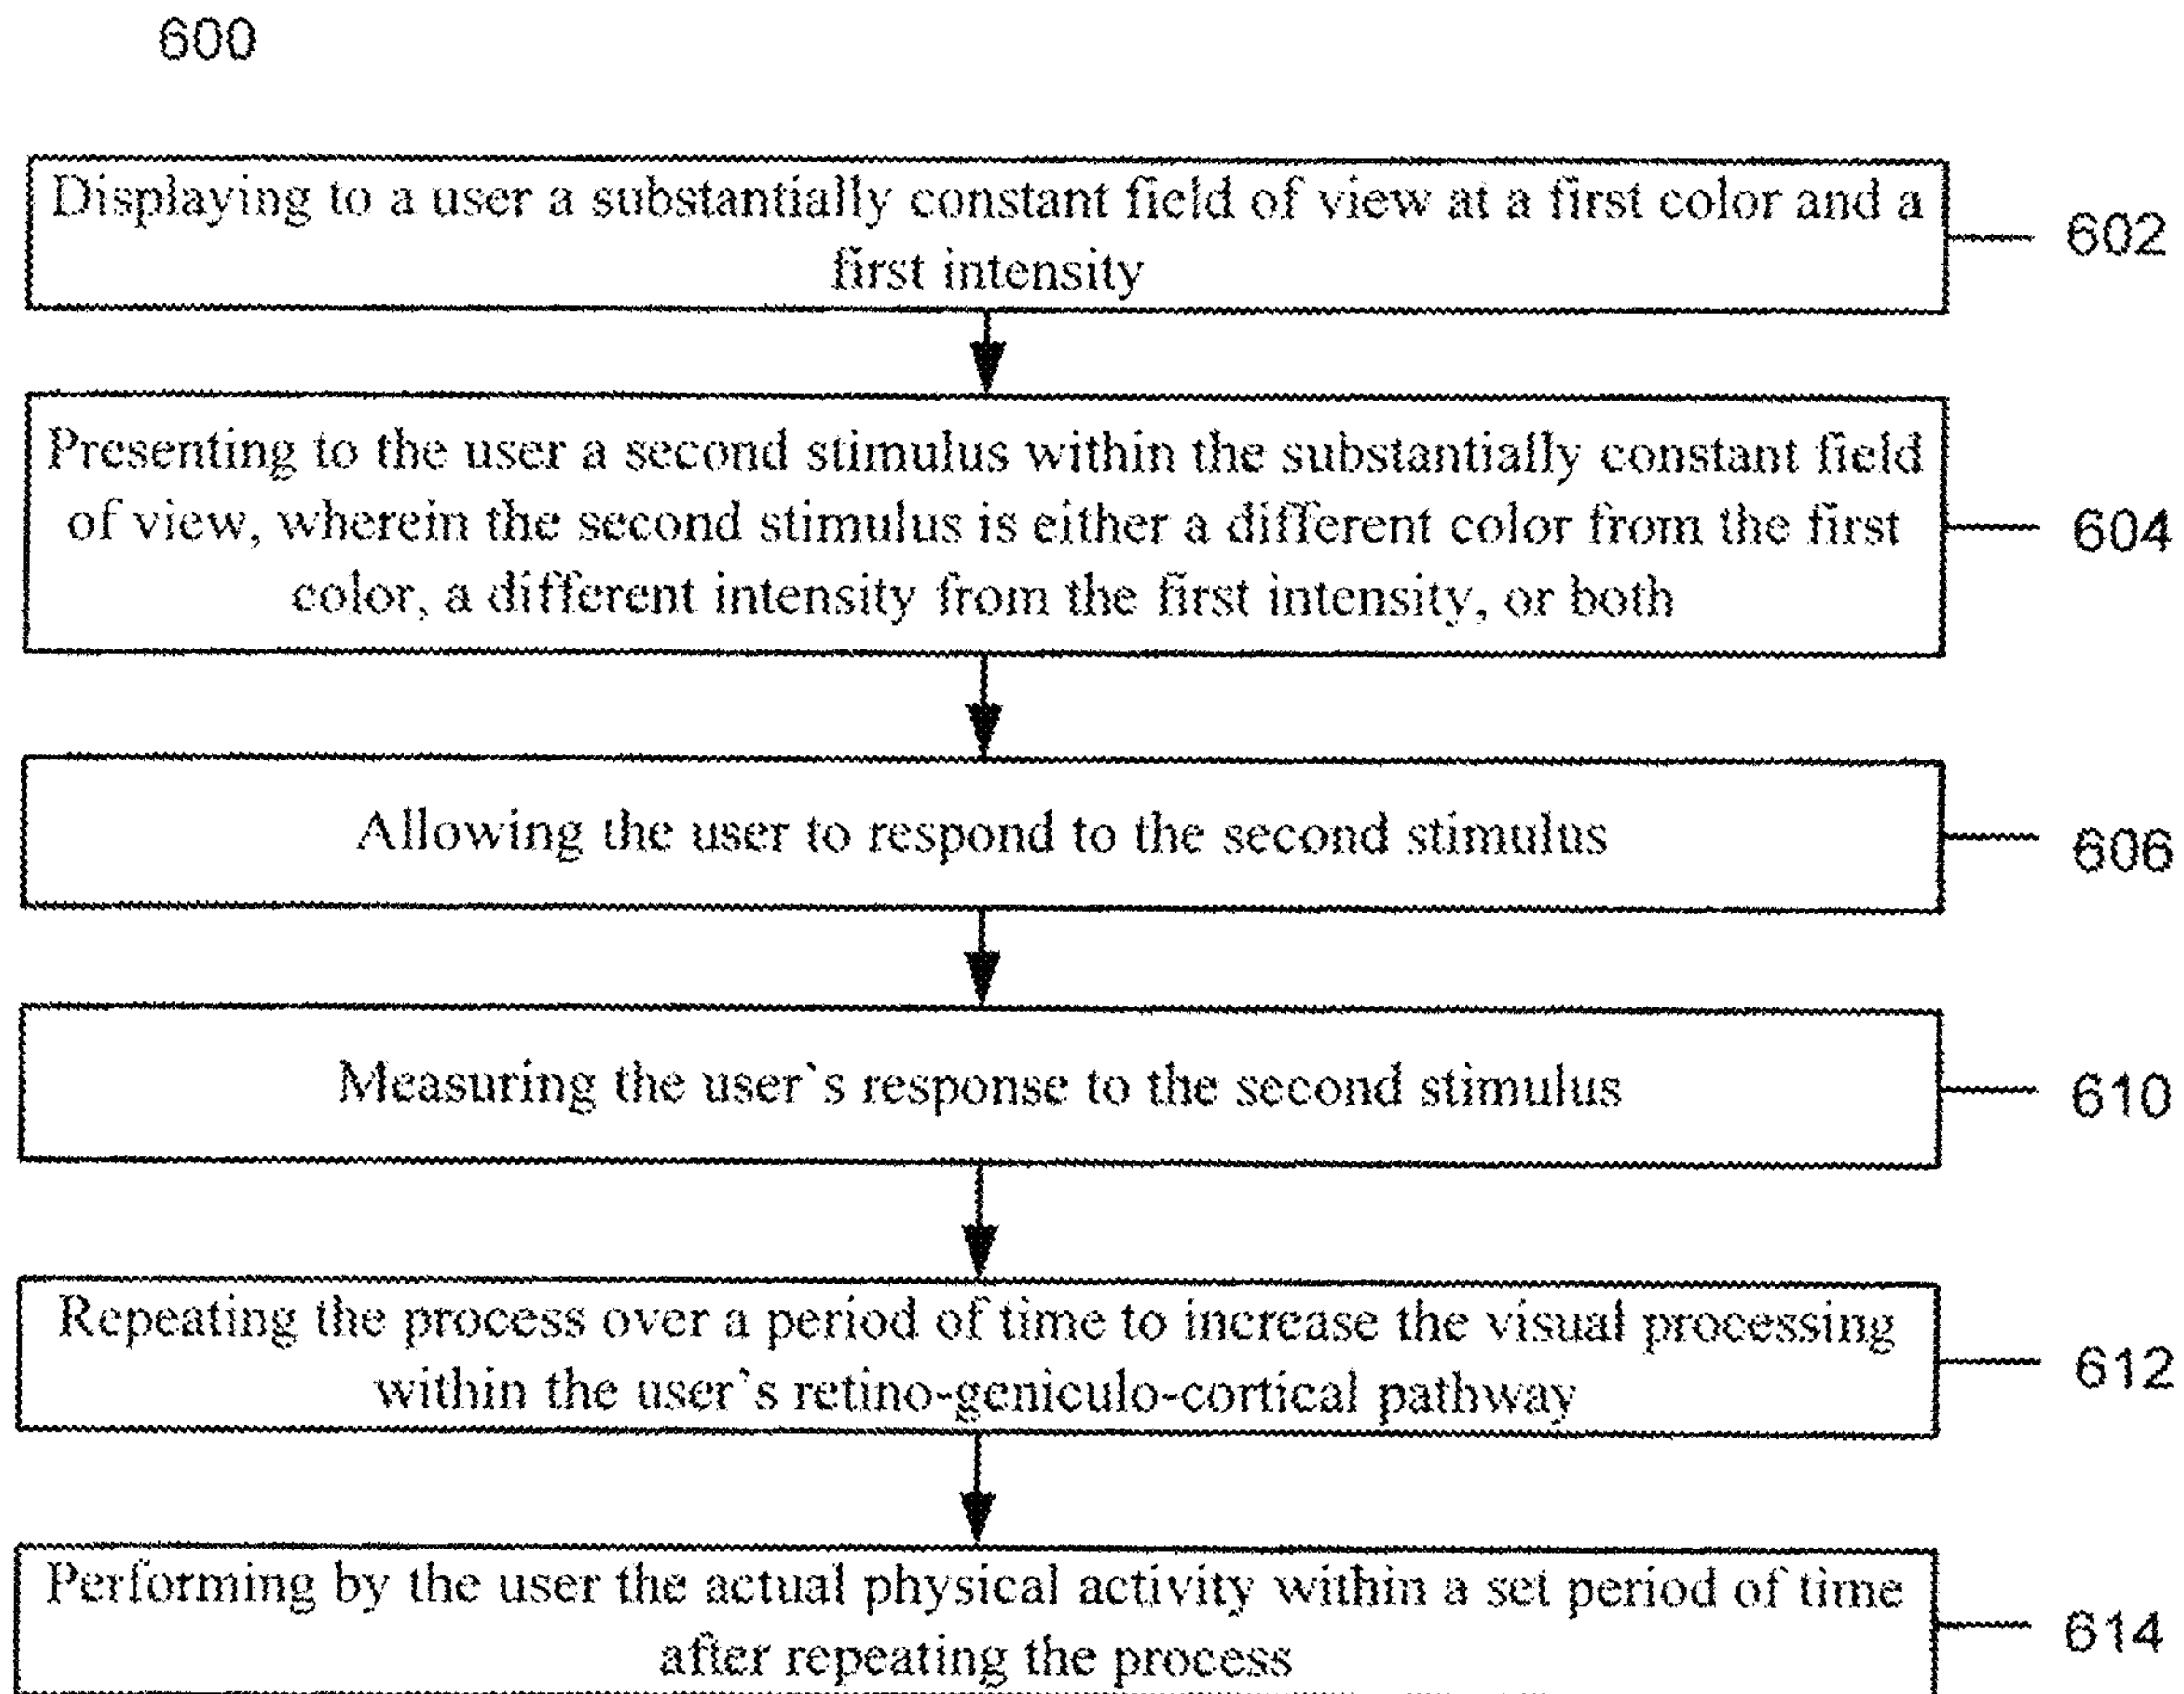 600
Displaying to a user a substantially constant field of view at a first color and a
first intensity
602
Presenting to the user a second stimulus within the substantially constant field
of view, wherein the second stimulus is either a different color from the first
color, a different intensity from the first intensity, or both
604
Allowing the user to respond to the second stimulus
606
Measuring the user`s response to the second stimulus
610
Repeating the process over a period of time to increase the visual processing
within the user`s retino-geniculo-cortical pathway
612
Performing by the user the actual physical activity within a set period of time
after repeating the process
614